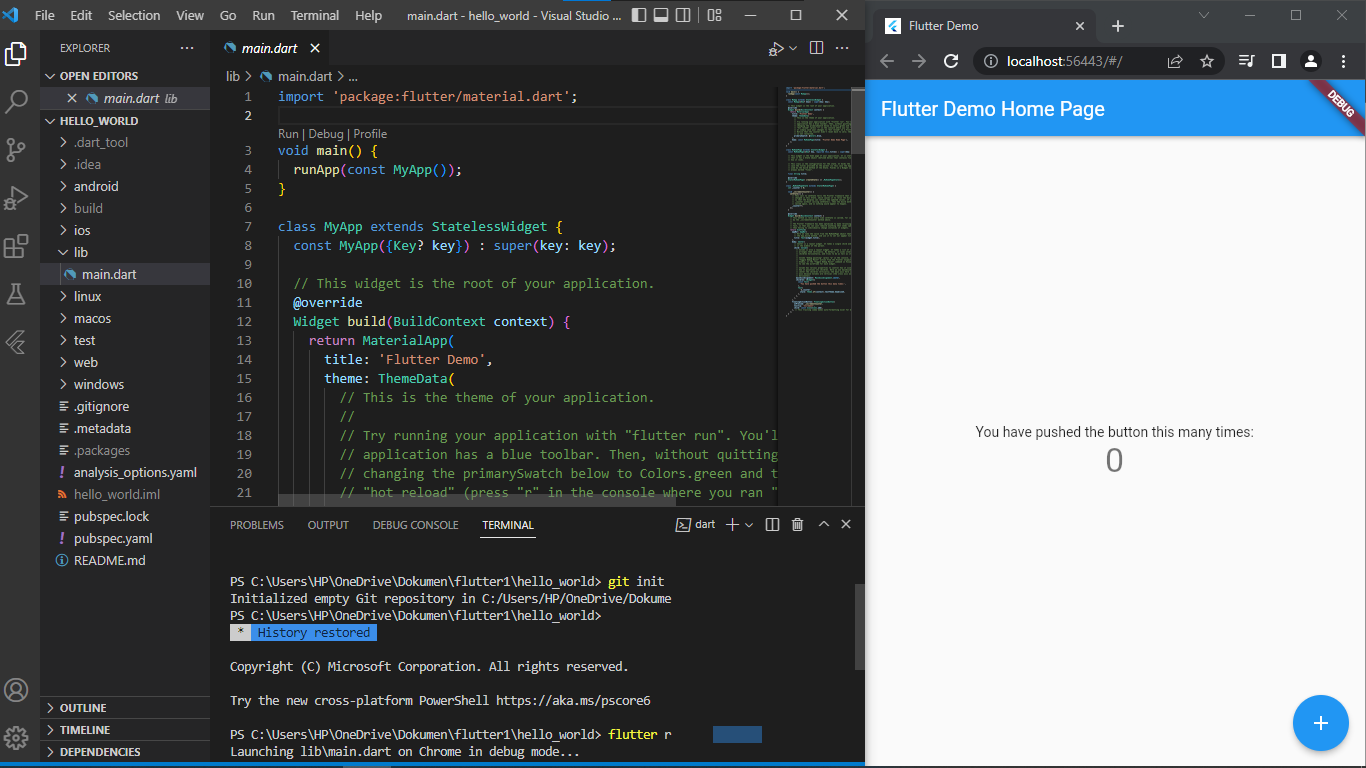 File Edit Selection View Go Run Terminal Help main.dart - hello_world - Visual Studio ...
EXPLORER
OPEN EDITORS
main.dart lib
HELLO_WORLD
.dart_tool
.idea
android
build
ios
lib
main.dart
linux
macos
test
web
windows
.gitignore
.metadata
.packages
analysis_options.yaml
hello_world.iml
pubspec.lock
pubspec.yaml
README.md
OUTLINE
TIMELINE
DEPENDENCIES
main.dart
lib > main.dart > ...
1 import 'package:flutter/material.dart';
2
Run | Debug | Profile
3 void main() {
4 runApp(const MyApp());
5 }
6
7 class MyApp extends StatelessWidget {
8 const MyApp({Key? key}) : super(key: key);
9
10 // This widget is the root of your application.
11 @override
12 Widget build(BuildContext context) {
13 return MaterialApp(
14 title: 'Flutter Demo',
15 theme: ThemeData(
16 // This is the theme of your application.
17 //
18 // Try running your application with "flutter run". You'l
19 // application has a blue toolbar. Then, without quitting
20 // changing the primarySwatch below to Colors.green and t
21 // "hot reload" (press "r" in the console where you ran "
PROBLEMS OUTPUT DEBUG CONSOLE TERMINAL dart
PS C:\Users\HP\OneDrive\Dokumen\flutter1\hello_world> git init
Initialized empty Git repository in C:/Users/HP/OneDrive/Dokume
PS C:\Users\HP\OneDrive\Dokumen\flutter1\hello_world>
* History restored
Copyright (C) Microsoft Corporation. All rights reserved.
Try the new cross-platform PowerShell https://aka.ms/pscore6
PS C:\Users\HP\OneDrive\Dokumen\flutter1\hello_world> flutter r
Launching lib\main.dart on Chrome in debug mode...
Flutter Demo
localhost:56443/#/
Flutter Demo Home Page
DEBUG
You have pushed the button this many times:
0